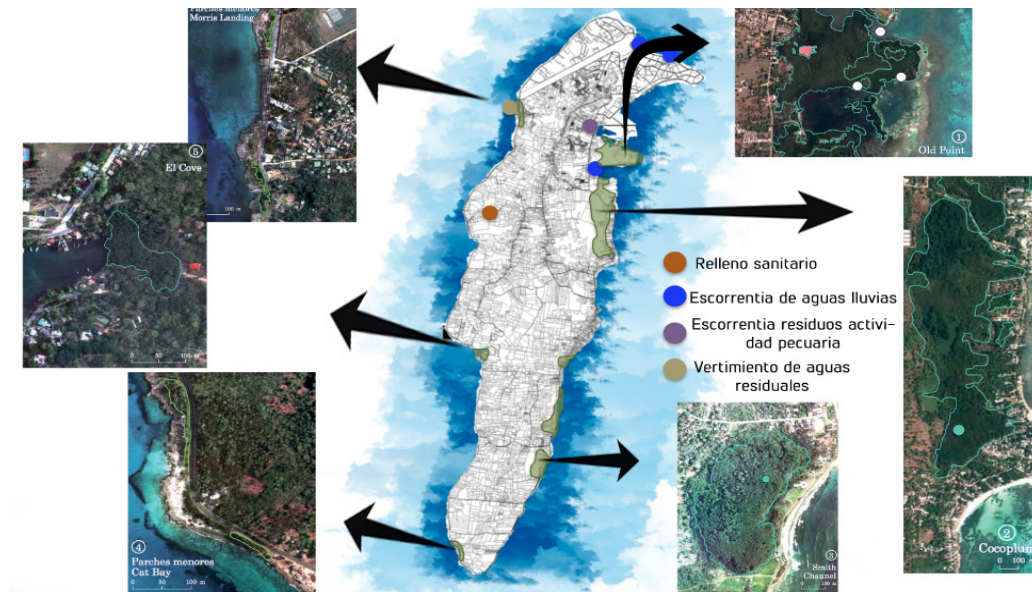 Parches menores
Morris Landing
100 m
5
El Cove
0 50 100 m
4
Parches menores
Cat Bay
0 50 100 m
1
Old Point
Relleno sanitario
Escorrentia de aguas lluvias
Escorrentia residuos activi-
dad pecuaria
Vertimiento de aguas
residuales
3
Smith
Channel
0 100 m
2
Cocoplum
0 100 m